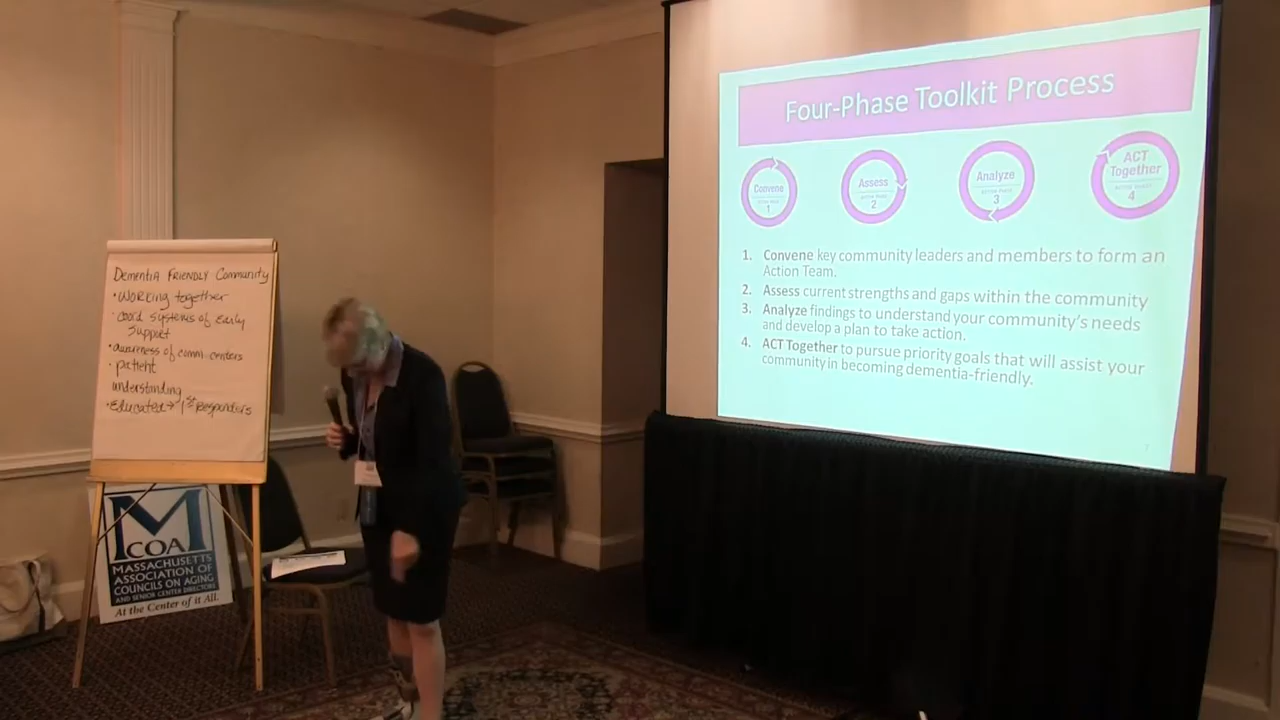 Dementia FRIENDLY Community
• WORKING together
• coord systems of early
Support
• awareness of comm. centers
• patient
understanding
• Educated → 1st Responders
M
COA
MASSACHUSETTS
ASSOCIATION OF
COUNCILS ON AGING
AND SENIOR CENTER DIRECTORS
At the Center of it All.
Four-Phase Toolkit Process
Convene
1
Assess
2
Analyze
3
ACT
Together
4
1. Convene key community leaders and members to form an
Action Team.
2. Assess current strengths and gaps within the community
3. Analyze findings to understand your community's needs
and develop a plan to take action.
4. ACT Together to pursue priority goals that will assist your
community in becoming dementia-friendly.